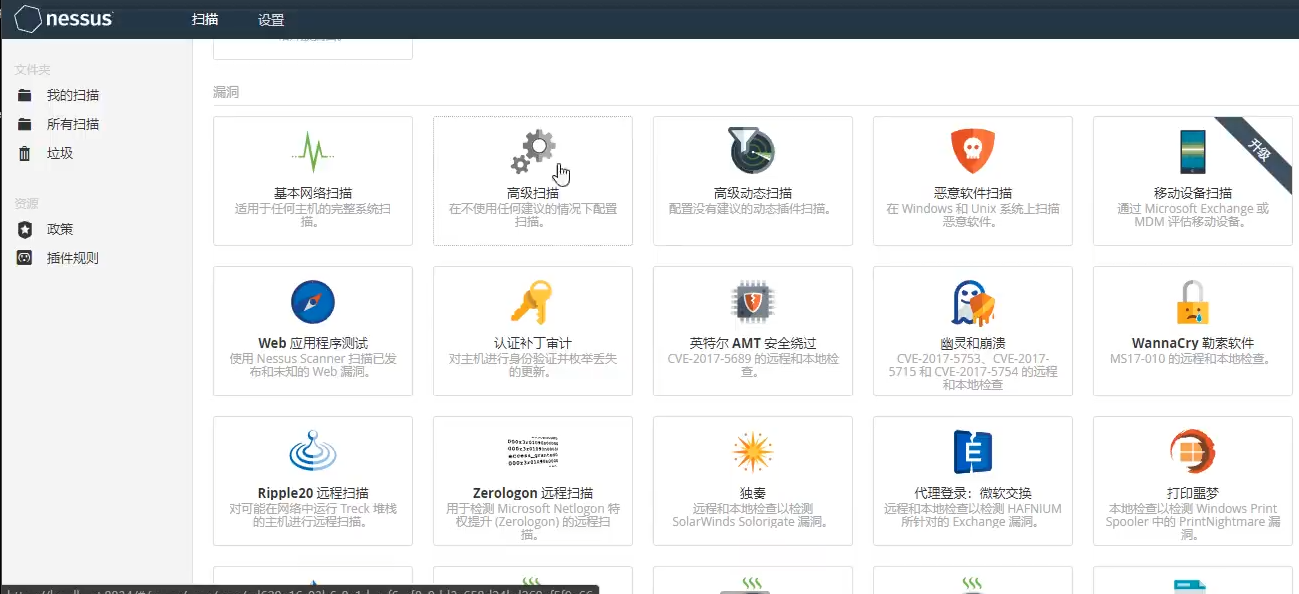 nessus 扫描 设置
文件夹
我的扫描
所有扫描
垃圾
资源
政策
插件规则
漏洞
基本网络扫描
适用于任何主机的完整系统扫
描。
高级扫描
在不使用任何建议的情况下配置
扫描。
高级动态扫描
配置没有建议的动态插件扫描。
恶意软件扫描
在 Windows 和 Unix 系统上扫描
恶意软件。
升级
移动设备扫描
通过 Microsoft Exchange 或
MDM 评估移动设备。
Web 应用程序测试
使用 Nessus Scanner 扫描已发
布和未知的 Web 漏洞。
认证补丁审计
对主机进行身份验证并枚举丢失
的更新。
英特尔 AMT 安全绕过
CVE-2017-5689 的远程和本地检
查。
幽灵和崩溃
CVE-2017-5753、CVE-2017-
5715 和 CVE-2017-5754 的远程
和本地检查
WannaCry 勒索软件
MS17-010 的远程和本地检查。
Ripple20 远程扫描
对可能在网络中运行 Treck 堆栈
的主机进行远程扫描。
Zerologon 远程扫描
用于检测 Microsoft Netlogon 特
权提升 (Zerologon) 的远程扫
描。
独奏
远程和本地检查以检测
SolarWinds Solorigate 漏洞。
代理登录：微软交换
远程和本地检查以检测 HAFNIUM
所针对的 Exchange 漏洞。
打印噩梦
本地检查以检测 Windows Print
Spooler 中的 PrintNightmare 漏
洞。